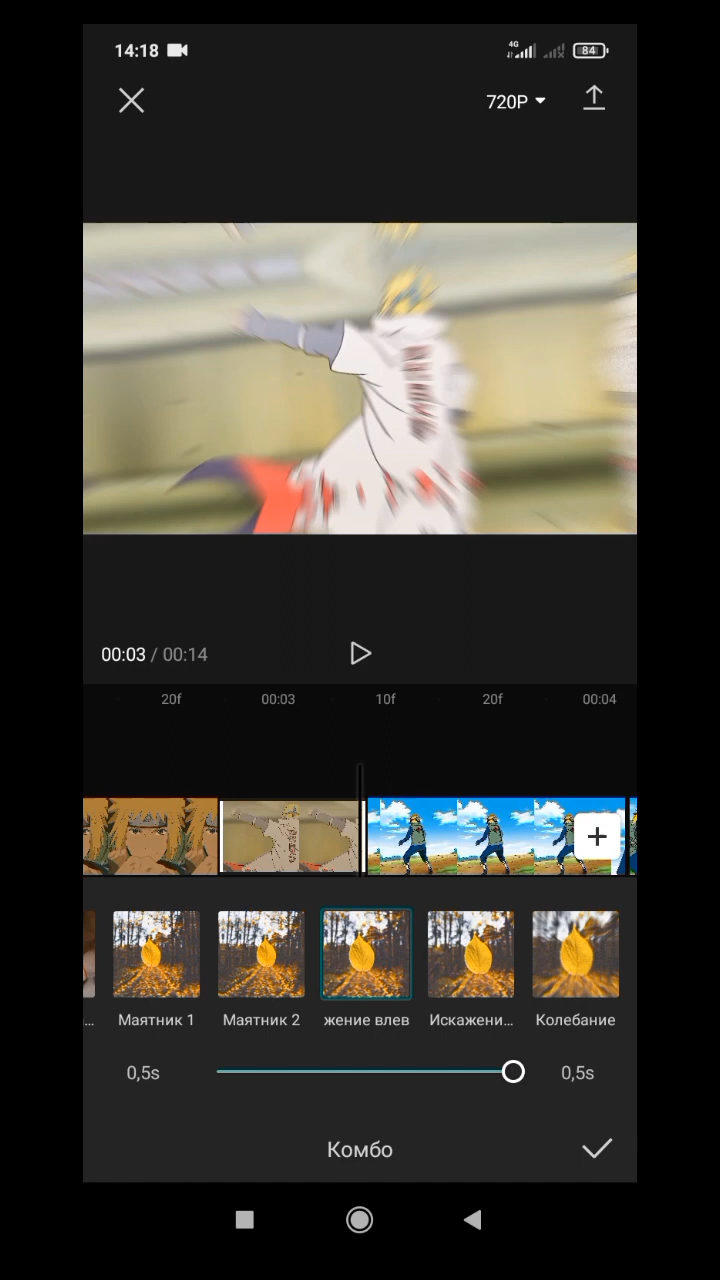 14:18
4G
84
720P
00:03 / 00:14
20f 00:03 10f 20f 00:04
... Маятник 1 Маятник 2 жение влев Искажени... Колебание
0,5s 0,5s
Комбо